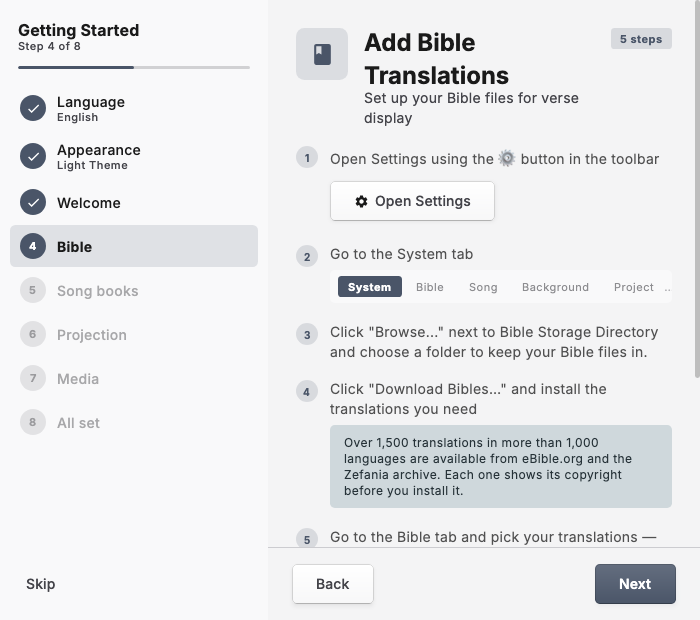 Getting Started
Step 4 of 8
Language
English
Appearance
Light Theme
Welcome
4 Bible
5 Song books
6 Projection
7 Media
8 All set
Skip
Add Bible
Translations
5 steps
Set up your Bible files for verse
display
1 Open Settings using the ⚙ button in the toolbar
Open Settings
2 Go to the System tab
System Bible Song Background Project ..
3 Click "Browse..." next to Bible Storage Directory
and choose a folder to keep your Bible files in.
4 Click "Download Bibles..." and install the
translations you need
Over 1,500 translations in more than 1,000
languages are available from eBible.org and the
Zefania archive. Each one shows its copyright
before you install it.
5 Go to the Bible tab and pick your translations —
Back
Next